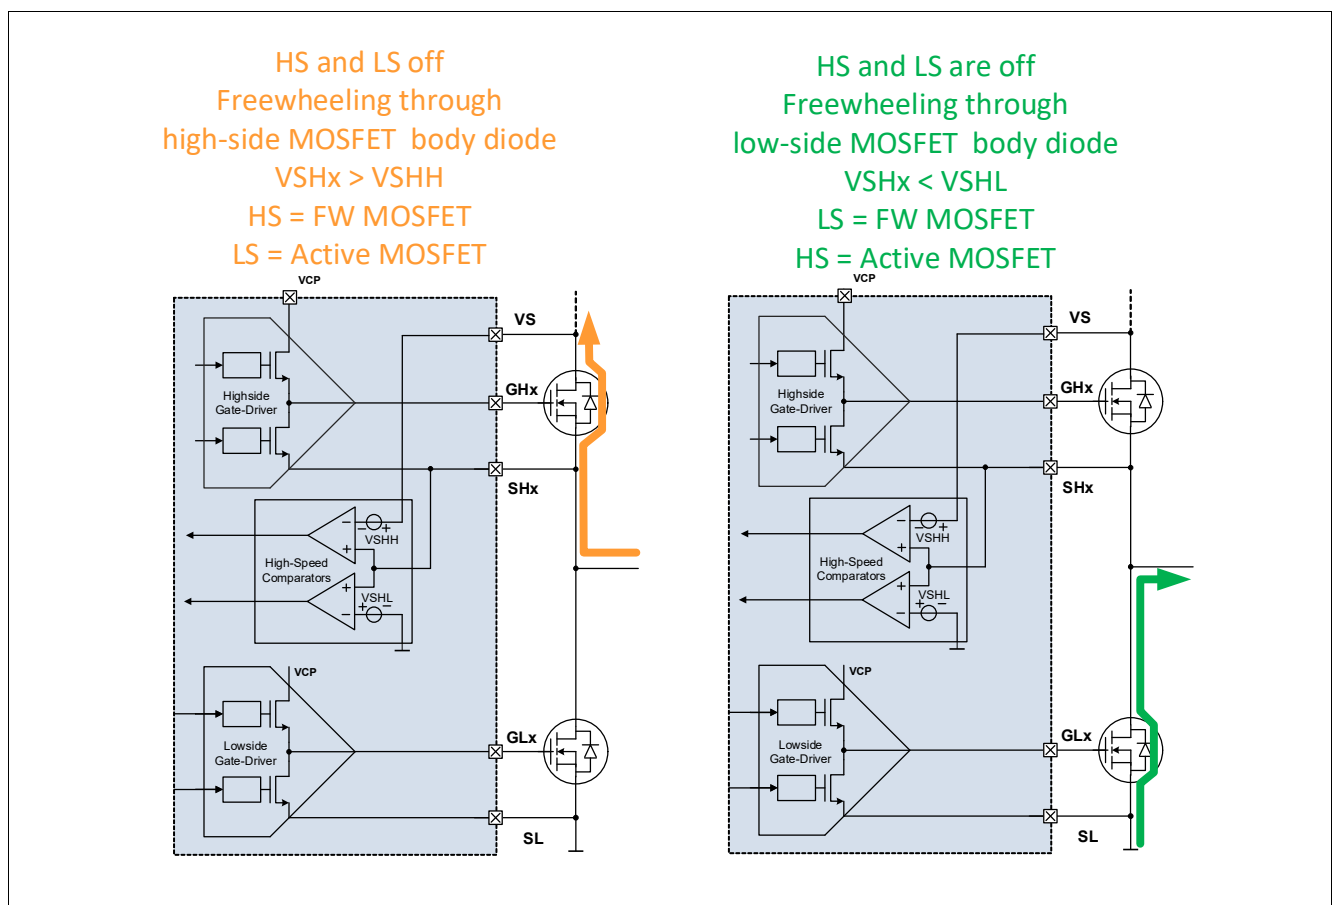 HS and LS off
Freewheeling through
high-side MOSFET body diode
VSHx > VSHH
HS = FW MOSFET
LS = Active MOSFET
VCP
VS
Highside
Gate-Driver
GHx
SHx
− − +
VSHH
+
High-Speed
Comparators
+ VSHL
− + −
VCP
Lowside
Gate-Driver
GLx
SL
HS and LS are off
Freewheeling through
low-side MOSFET body diode
VSHx < VSHL
LS = FW MOSFET
HS = Active MOSFET
VCP
VS
Highside
Gate-Driver
GHx
SHx
− − +
VSHH
+
High-Speed
Comparators
+ VSHL
− + −
VCP
Lowside
Gate-Driver
GLx
SL